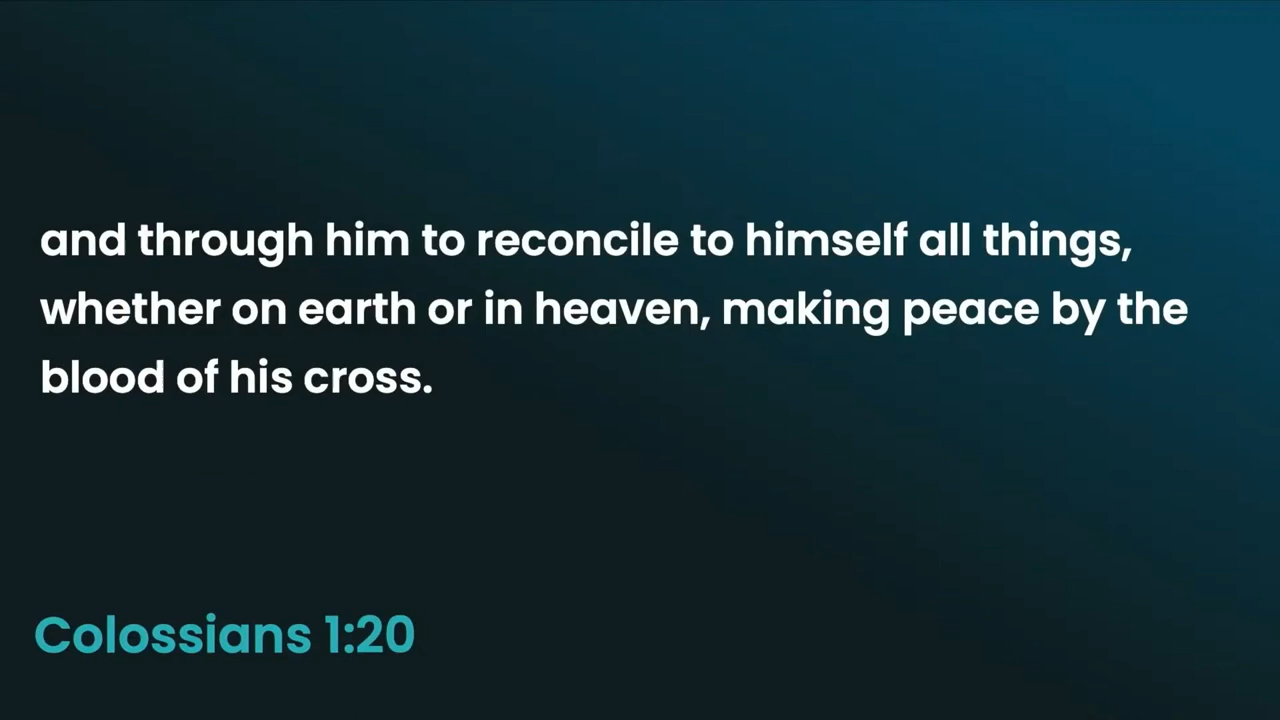 and through him to reconcile to himself all things,
whether on earth or in heaven, making peace by the
blood of his cross.
Colossians 1:20